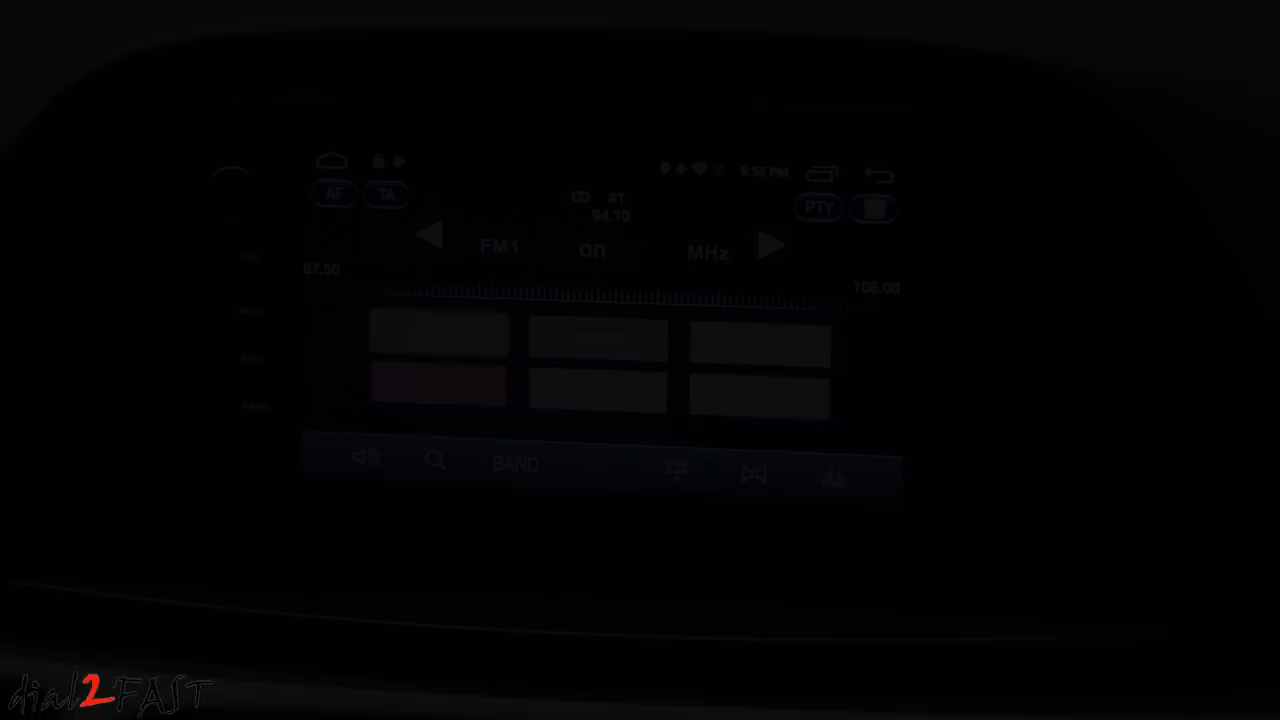 9:55 PM
AF TA ST PTY
94.10
FM1 on MHz
87.50 108.00
BAND
dial2FAST